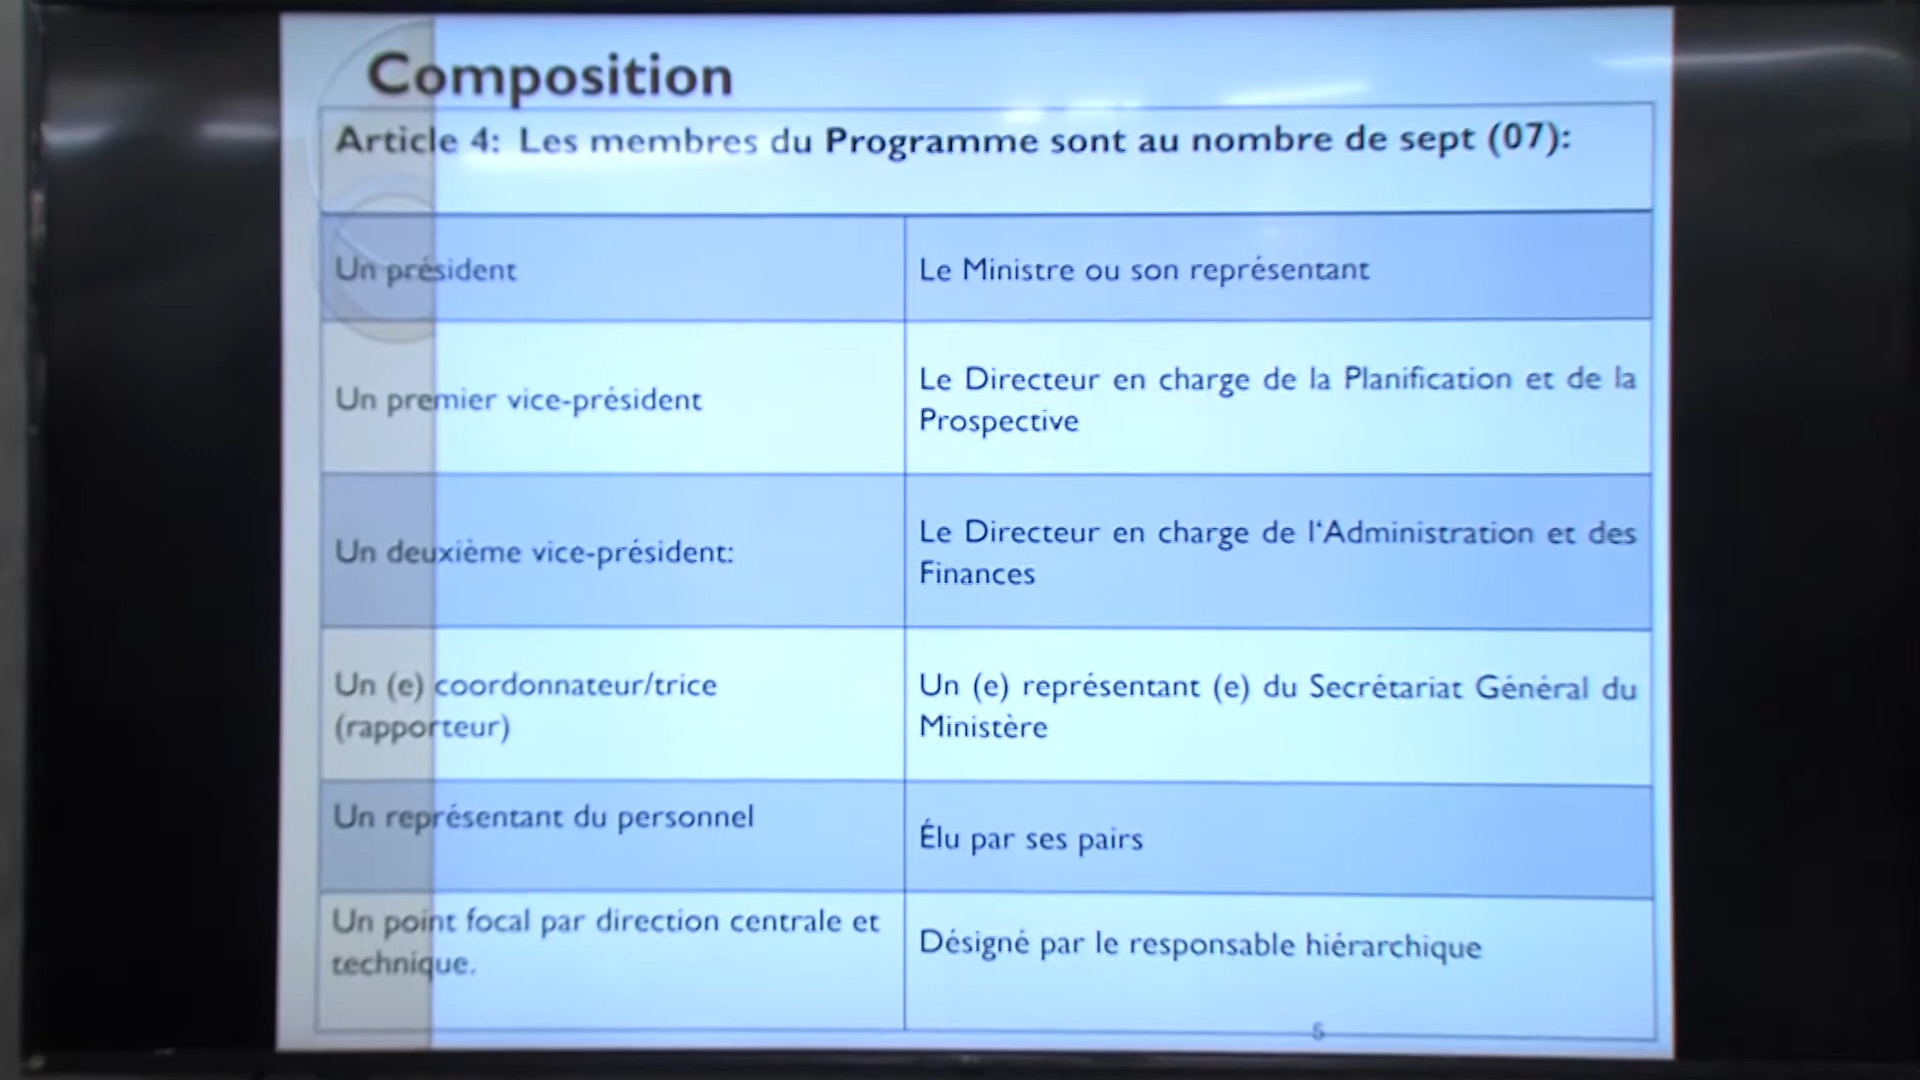 Composition
Article 4: Les membres du Programme sont au nombre de sept (07):
Un président
Le Ministre ou son représentant
Un premier vice-président
Le Directeur en charge de la Planification et de la
Prospective
Un deuxième vice-président:
Le Directeur en charge de l'Administration et des
Finances
Un (e) coordonnateur/trice
(rapporteur)
Un (e) représentant (e) du Secrétariat Général du
Ministère
Un représentant du personnel
Élu par ses pairs
Un point focal par direction centrale et
technique.
Désigné par le responsable hiérarchique
5